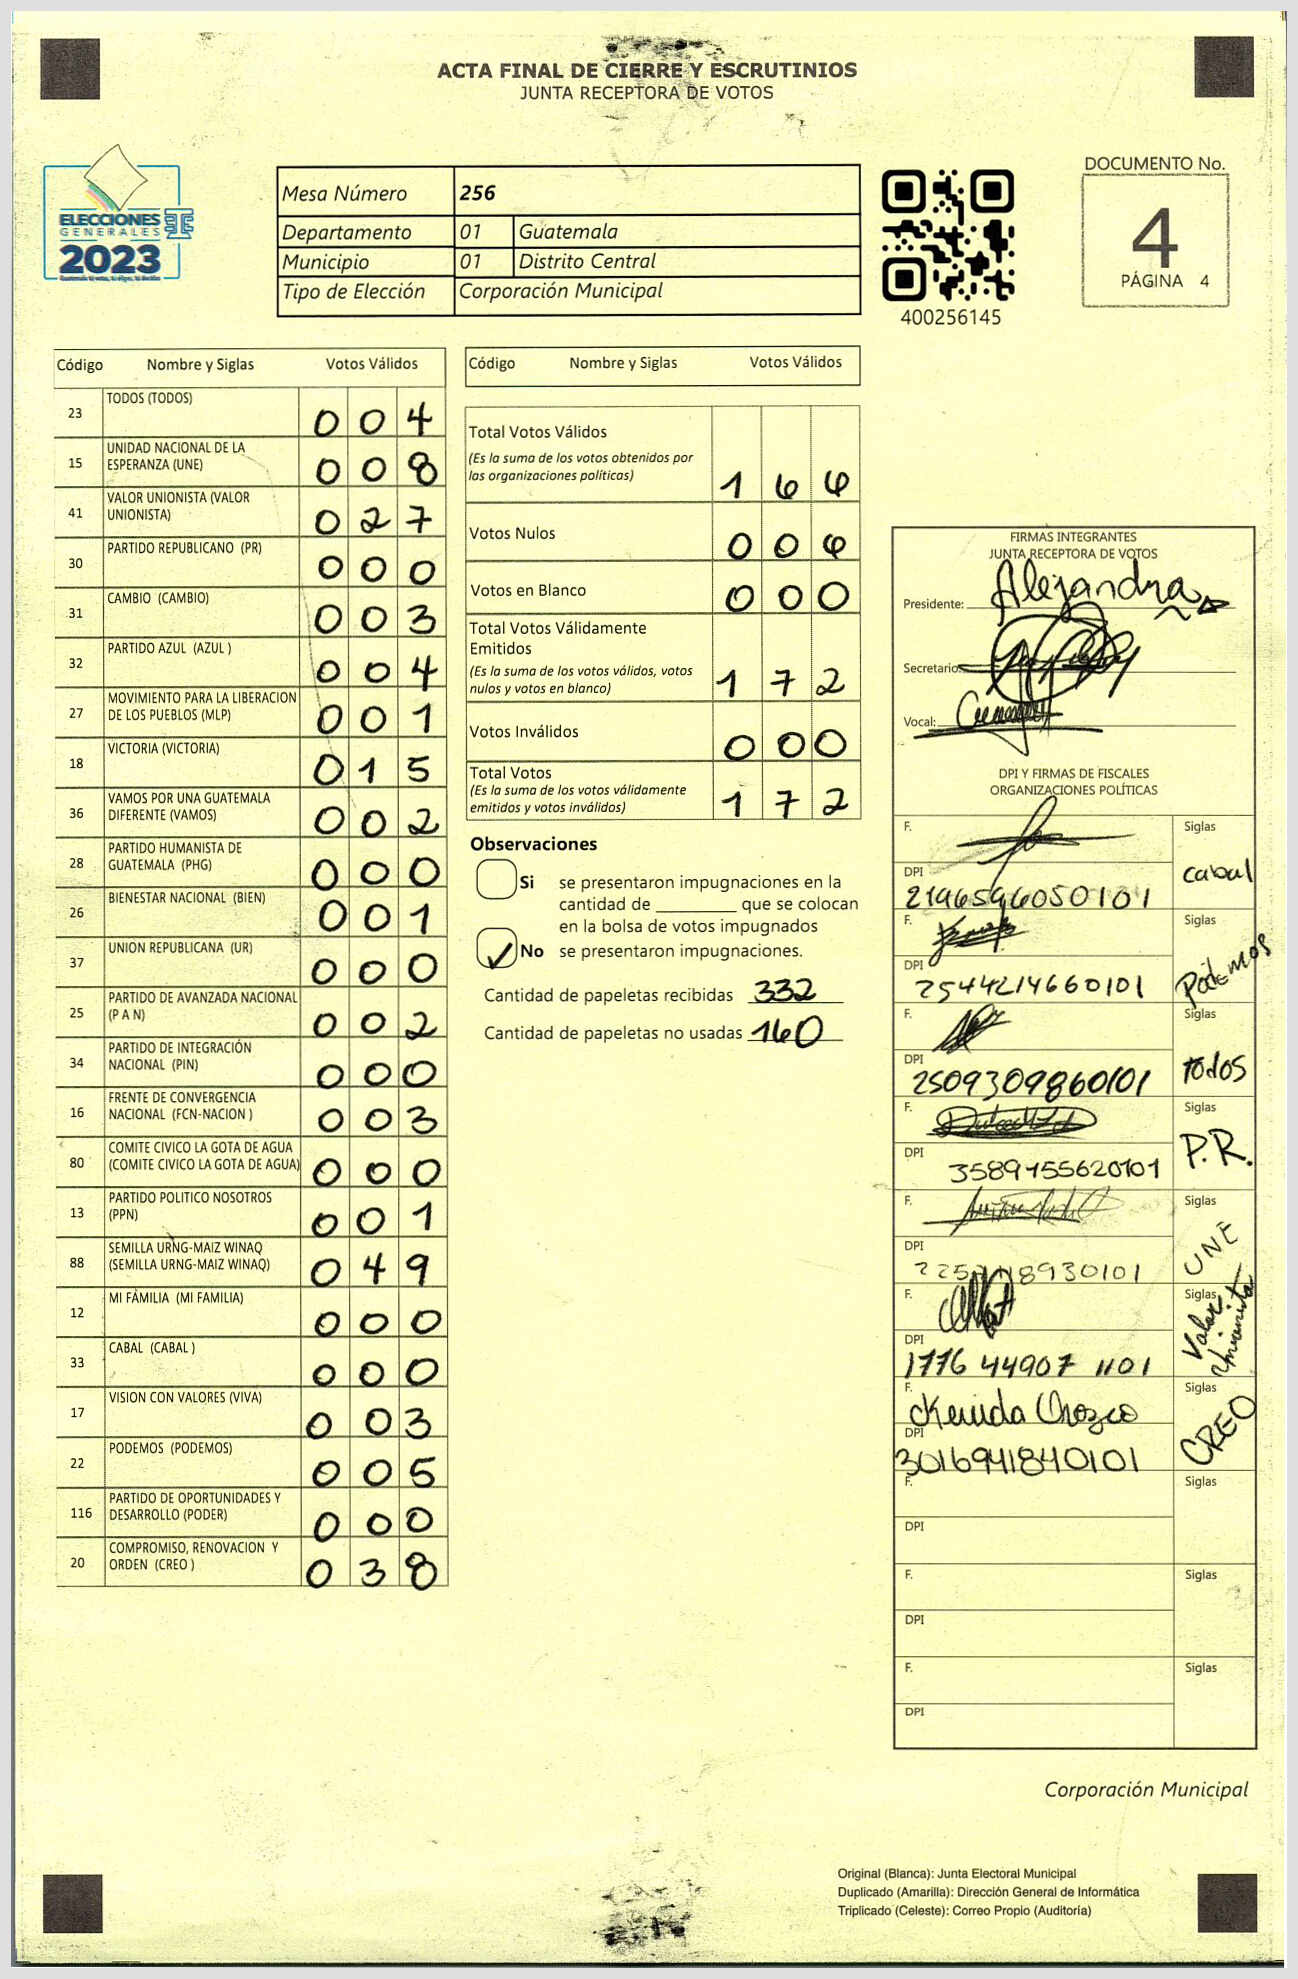 ACTA FINAL DE CIERRE Y ESCRUTINIOS
JUNTA RECEPTORA DE VOTOS
ELECCIONES
GENERALES
2023
Mesa Número 256
Departamento 01 Guatemala
Municipio 01 Distrito Central
Tipo de Elección Corporación Municipal
400256145
DOCUMENTO No.
4
PÁGINA 4
Código Nombre y Siglas Votos Válidos
23 TODOS (TODOS) 0 0 4
15 UNIDAD NACIONAL DE LA ESPERANZA (UNE) 0 0 8
41 VALOR UNIONISTA (VALOR UNIONISTA) 0 2 7
30 PARTIDO REPUBLICANO (PR) 0 0 0
31 CAMBIO (CAMBIO) 0 0 3
32 PARTIDO AZUL (AZUL ) 0 0 4
27 MOVIMIENTO PARA LA LIBERACION DE LOS PUEBLOS (MLP) 0 0 1
18 VICTORIA (VICTORIA) 0 1 5
36 VAMOS POR UNA GUATEMALA DIFERENTE (VAMOS) 0 0 2
28 PARTIDO HUMANISTA DE GUATEMALA (PHG) 0 0 0
26 BIENESTAR NACIONAL (BIEN) 0 0 1
37 UNION REPUBLICANA (UR) 0 0 0
25 PARTIDO DE AVANZADA NACIONAL (P A N) 0 0 2
34 PARTIDO DE INTEGRACIÓN NACIONAL (PIN) 0 0 0
16 FRENTE DE CONVERGENCIA NACIONAL (FCN-NACION ) 0 0 3
80 COMITE CIVICO LA GOTA DE AGUA (COMITE CIVICO LA GOTA DE AGUA) 0 0 0
13 PARTIDO POLITICO NOSOTROS (PPN) 0 0 1
88 SEMILLA URNG-MAIZ WINAQ (SEMILLA URNG-MAIZ WINAQ) 0 4 9
12 MI FAMILIA (MI FAMILIA) 0 0 0
33 CABAL (CABAL ) 0 0 0
17 VISION CON VALORES (VIVA) 0 0 3
22 PODEMOS (PODEMOS) 0 0 5
116 PARTIDO DE OPORTUNIDADES Y DESARROLLO (PODER) 0 0 0
20 COMPROMISO, RENOVACION Y ORDEN (CREO ) 0 3 8
Código Nombre y Siglas Votos Válidos
Total Votos Válidos
(Es la suma de los votos obtenidos por
las organizaciones políticas) 1 6 6
Votos Nulos 0 0 6
Votos en Blanco 0 0 0
Total Votos Válidamente
Emitidos
(Es la suma de los votos válidos, votos
nulos y votos en blanco) 1 7 2
Votos Inválidos 0 0 0
Total Votos
(Es la suma de los votos válidamente
emitidos y votos inválidos) 1 7 2
Observaciones
Si se presentaron impugnaciones en la
cantidad de que se colocan
en la bolsa de votos impugnados
No se presentaron impugnaciones.
Cantidad de papeletas recibidas 332
Cantidad de papeletas no usadas 160
FIRMAS INTEGRANTES
JUNTA RECEPTORA DE VOTOS
Presidente: Alejandra
Secretario:
Vocal:
DPI Y FIRMAS DE FISCALES
ORGANIZACIONES POLÍTICAS
F. Siglas cabal
DPI 2196596050101
F. Siglas Pódemos
DPI 2544214660101
F. Siglas todos
DPI 2509309860101
F. Siglas P.R.
DPI 3589155620101
F. Siglas UNE
DPI
F. Siglas Valor Unionista
DPI 1776 44907 1101
F. Kenida Orozco Siglas CREO
DPI 3016941840101
F. Siglas
DPI
F. Siglas
DPI
F. Siglas
DPI
Corporación Municipal
Original (Blanca): Junta Electoral Municipal
Duplicado (Amarilla): Dirección General de Informática
Triplicado (Celeste): Correo Propio (Auditoría)